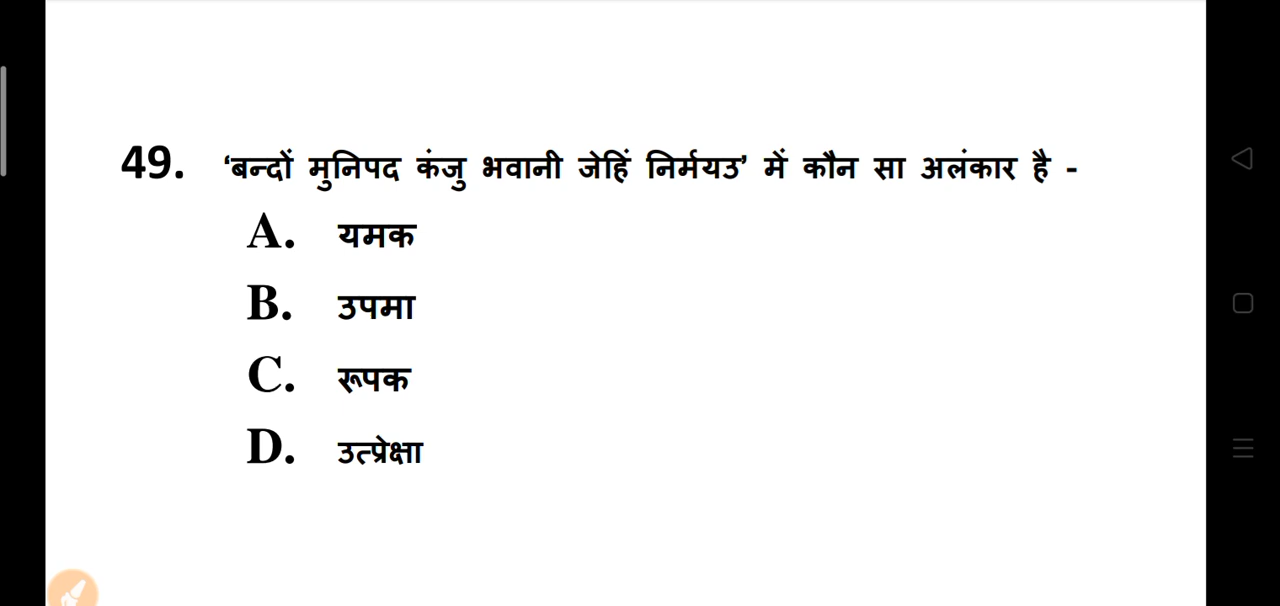 49. ‘बन्दों मुनिपद कंजु भवानी जेहिं निर्मयउ’ में कौन सा अलंकार है -
A. यमक
B. उपमा
C. रूपक
D. उत्प्रेक्षा